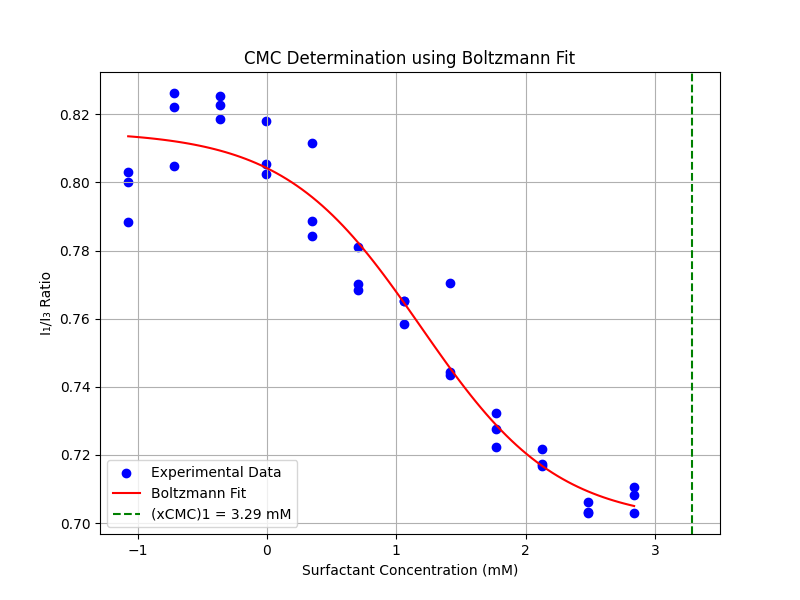 CMC Determination using Boltzmann Fit
I₁/I₃ Ratio
0.82
0.80
0.78
0.76
0.74
0.72
0.70
Experimental Data
Boltzmann Fit
(xCMC)1 = 3.29 mM
−1 0 1 2 3
Surfactant Concentration (mM)